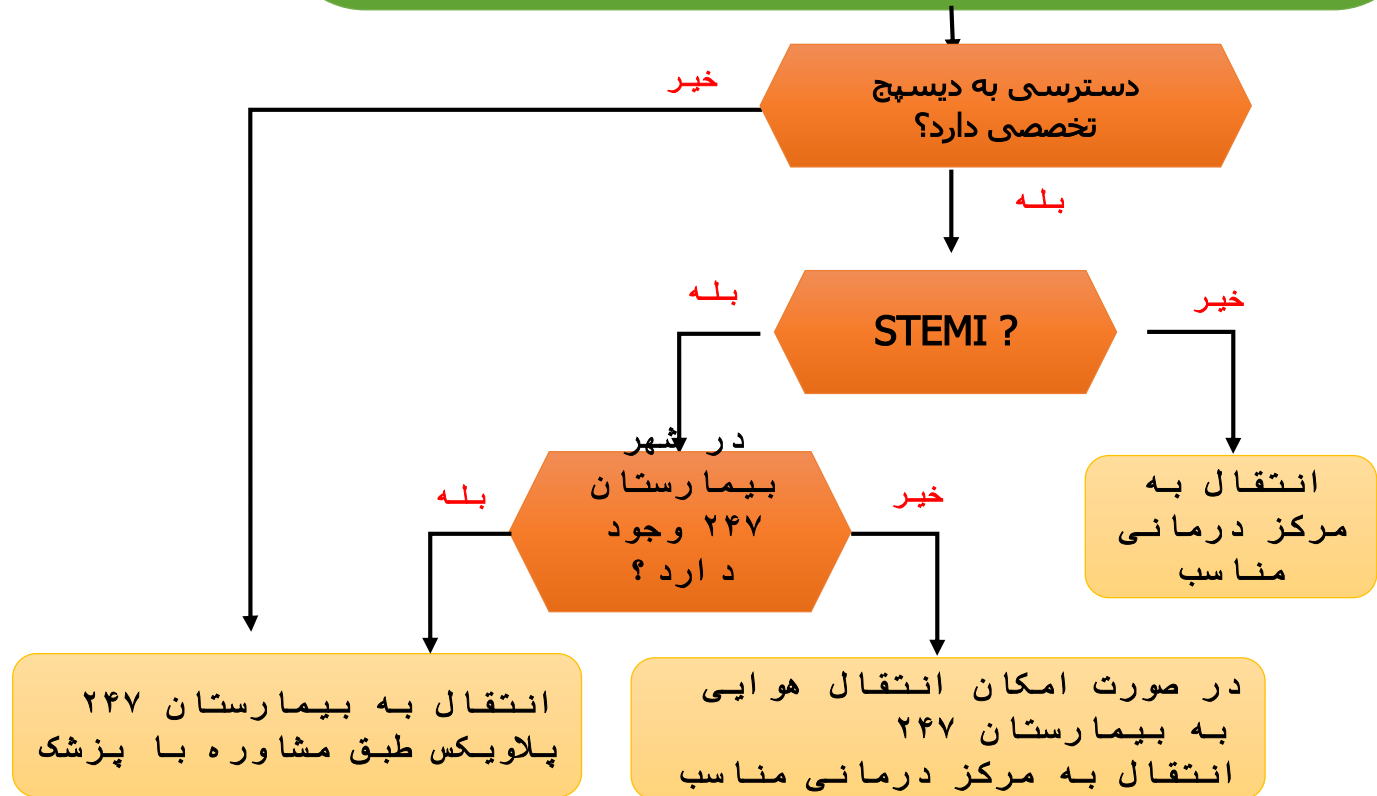 دسترسی به دیسپچ
تخصصی دارد؟
خیر
بله
STEMI ?
بله
خیر
در شهر
بیمارستان
۲۴۷ وجود
دارد؟
بله
خیر
انتقال به
مرکز درمانی
مناسب
انتقال به بیمارستان ۲۴۷
پلاویکس طبق مشاوره با پزشک
در صورت امکان انتقال هوایی
به بیمارستان ۲۴۷
انتقال به مرکز درمانی مناسب